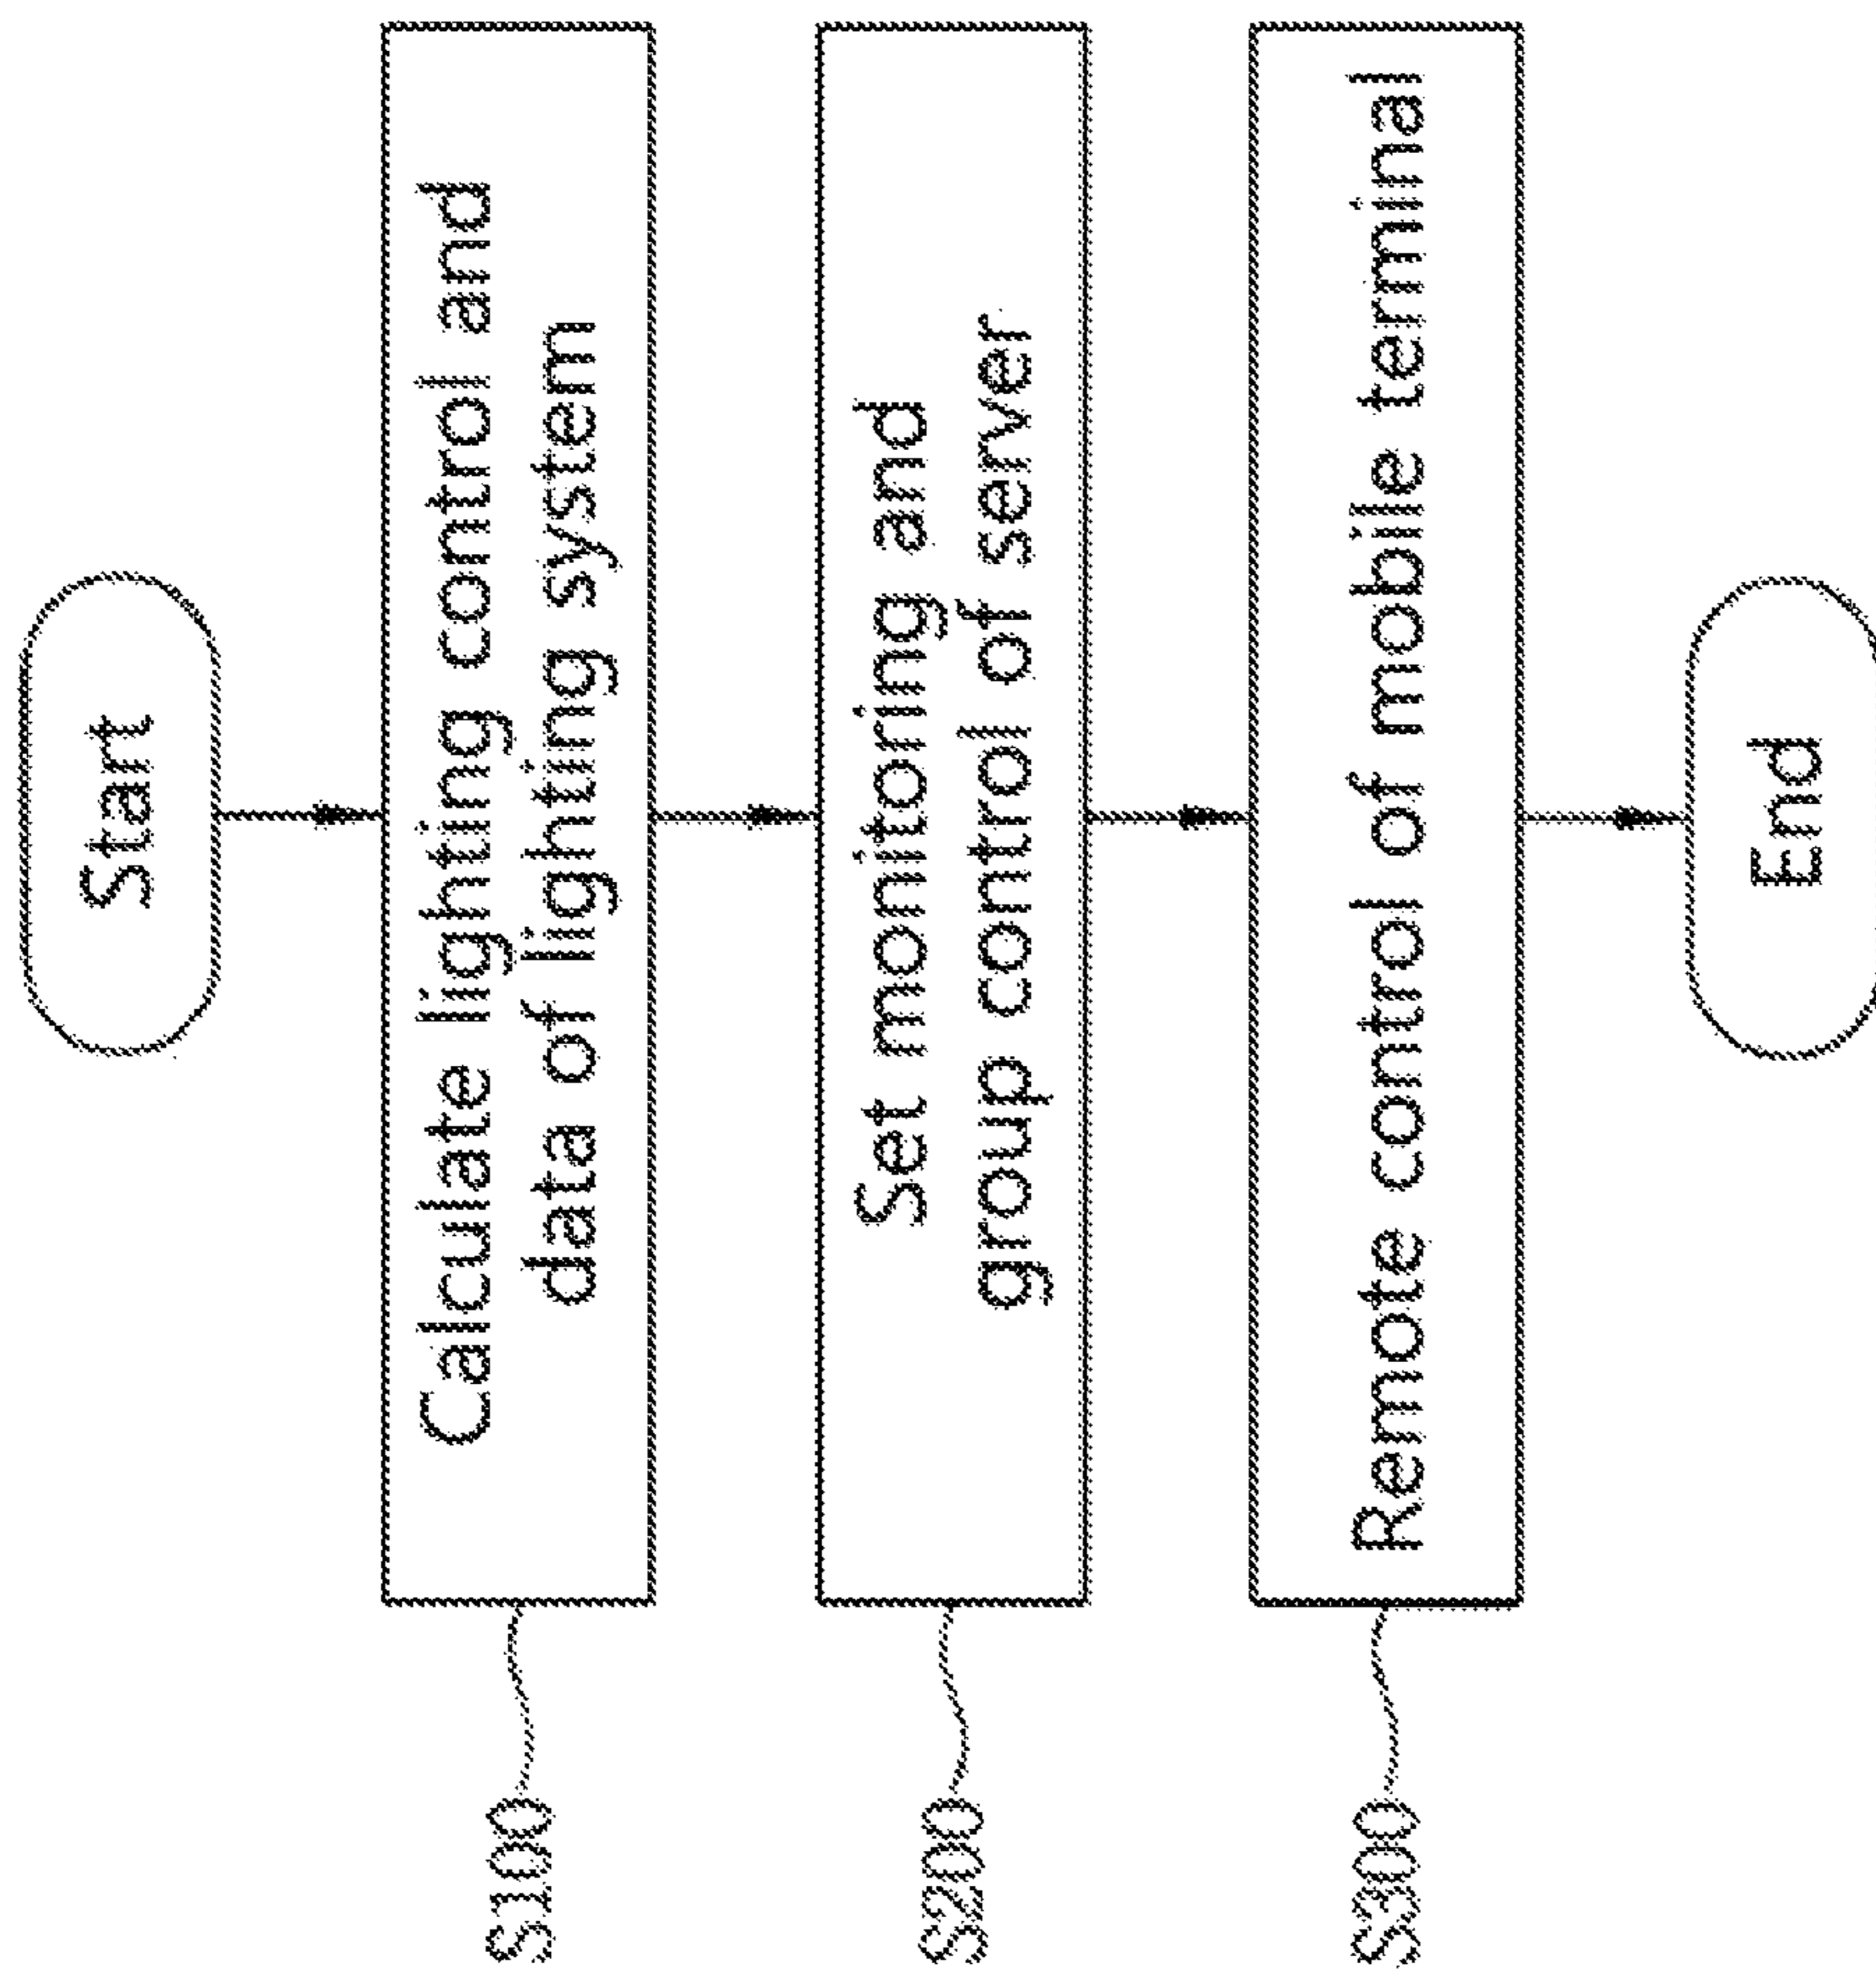 Start
S100
Calculate lighting control and
data of lighting system
S200
Set monitoring and
group control of server
S300
Remote control of mobile terminal
End